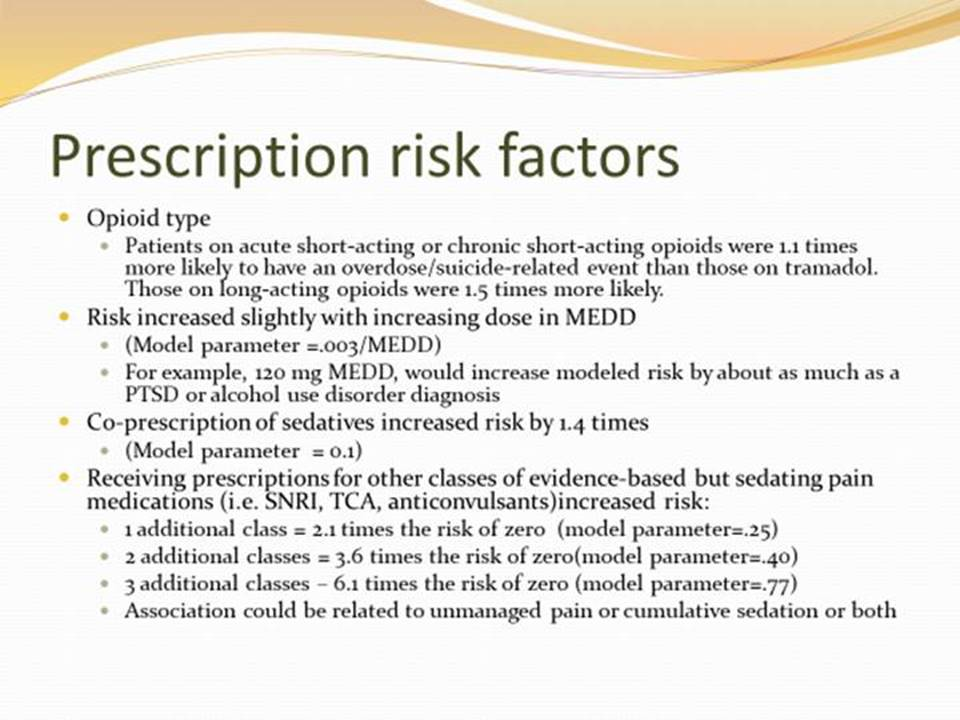 Prescription risk factors
Opioid type
Patients on acute short-acting or chronic short-acting opioids were 1.1 times
more likely to have an overdose/suicide-related event than those on tramadol.
Those on long-acting opioids were 1.5 times more likely.
Risk increased slightly with increasing dose in MEDD
(Model parameter =.003/MEDD)
For example, 120 mg MEDD, would increase modeled risk by about as much as a
PTSD or alcohol use disorder diagnosis
Co-prescription of sedatives increased risk by 1.4 times
(Model parameter = 0.1)
Receiving prescriptions for other classes of evidence-based but sedating pain
medications (i.e. SNRI, TCA, anticonvulsants)increased risk:
1 additional class = 2.1 times the risk of zero (model parameter=.25)
2 additional classes = 3.6 times the risk of zero(model parameter=.40)
3 additional classes – 6.1 times the risk of zero (model parameter=.77)
Association could be related to unmanaged pain or cumulative sedation or both